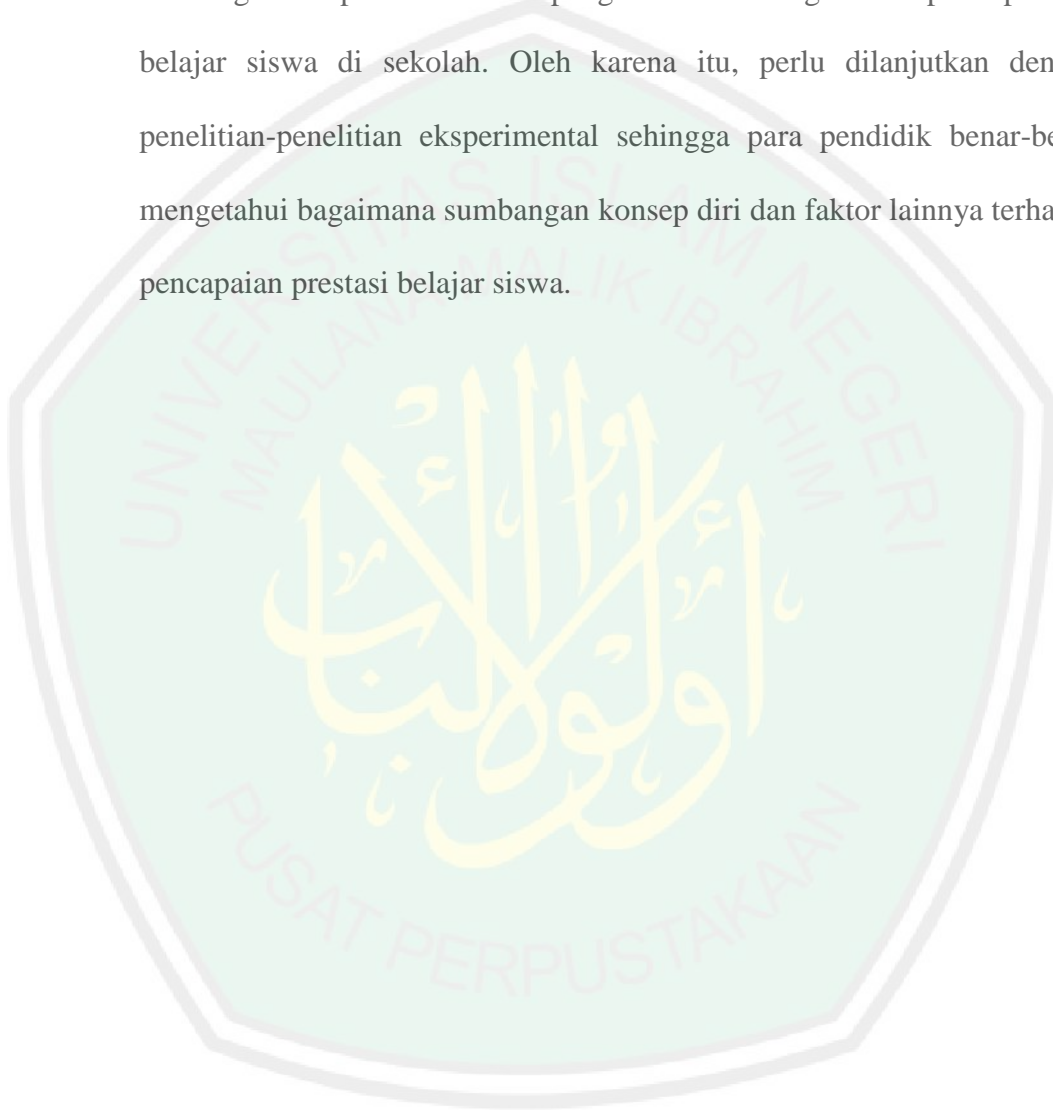 belajar siswa di sekolah. Oleh karena itu, perlu dilanjutkan den
penelitian-penelitian eksperimental sehingga para pendidik benar-be
mengetahui bagaimana sumbangan konsep diri dan faktor lainnya terha
pencapaian prestasi belajar siswa.
UNIVERSITAS ISLAM NEGERI
MAULANA MALIK IBRAHIM
أولوا الألباب
PUSAT PERPUSTAKAAN